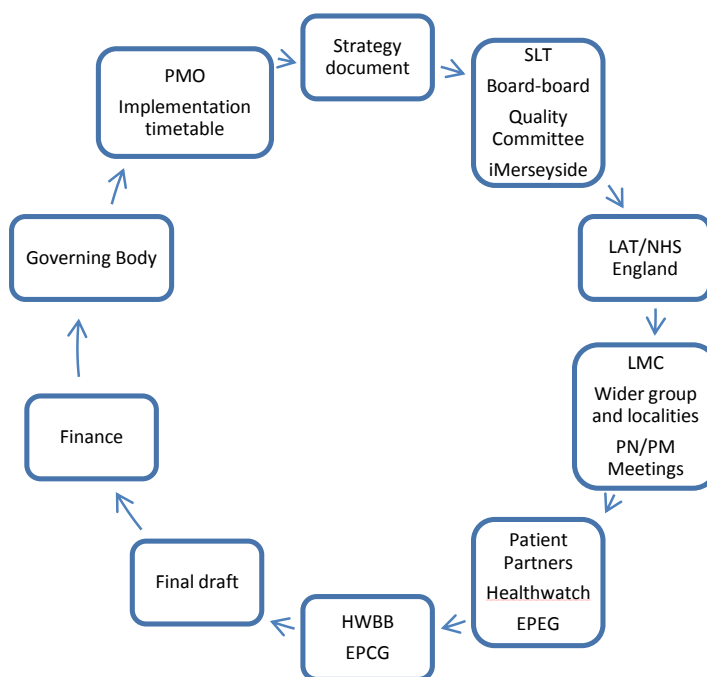 Strategy
document
SLT
Board-board
Quality
Committee
iMerseyside
LAT/NHS
England
LMC
Wider group
and localities
PN/PM
Meetings
Patient
Partners
Healthwatch
EPEG
HWBB
EPCG
Final draft
Finance
Governing Body
PMO
Implementation
timetable